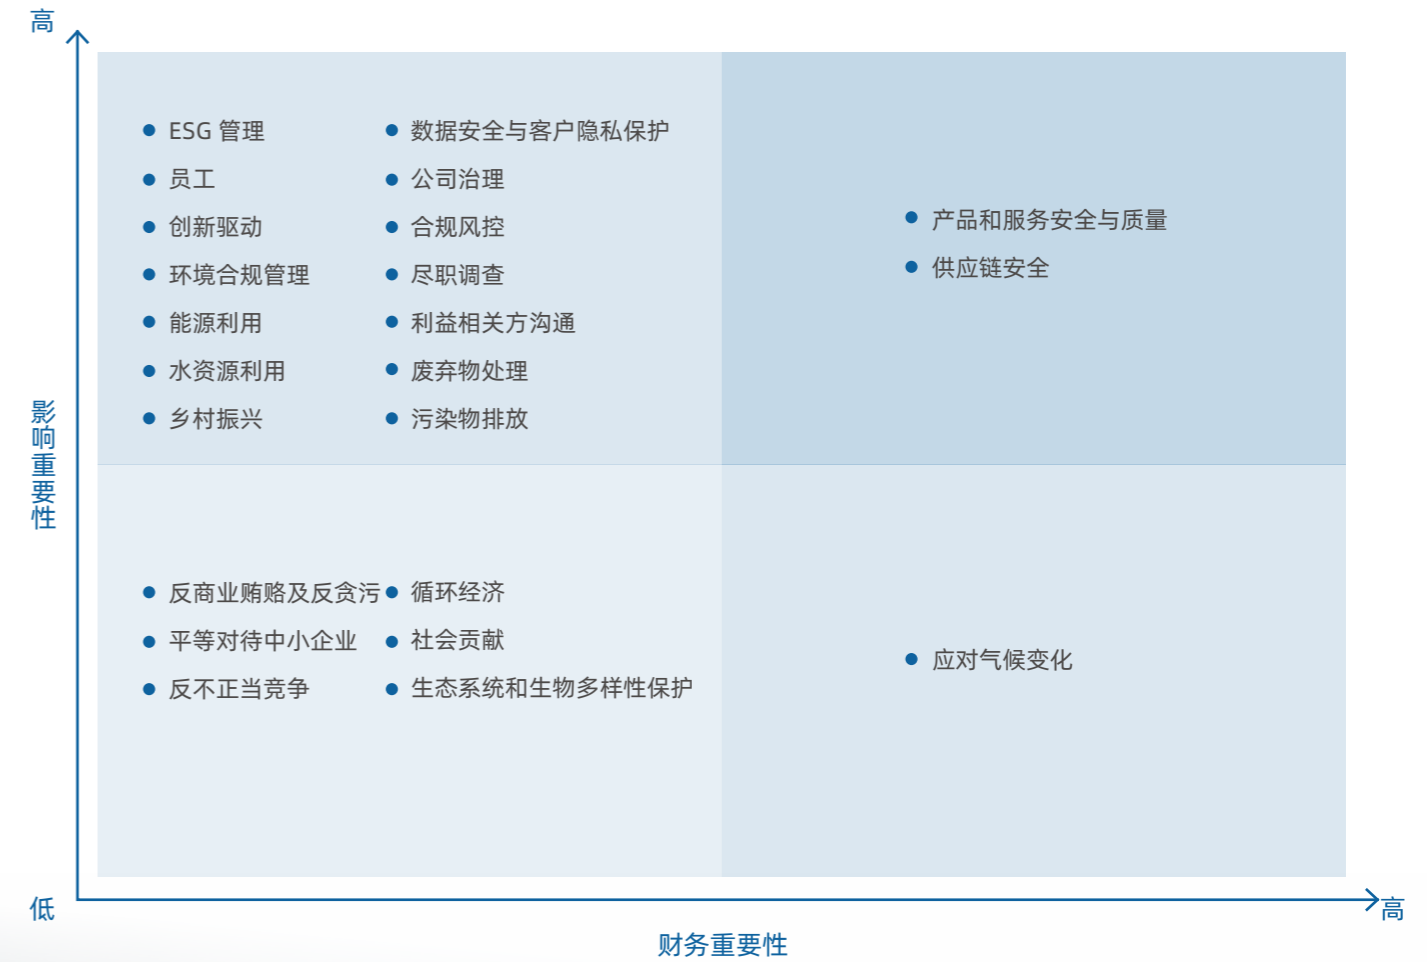 高
ESG 管理
员工
创新驱动
环境合规管理
能源利用
水资源利用
乡村振兴
数据安全与客户隐私保护
公司治理
合规风控
尽职调查
利益相关方沟通
废弃物处理
污染物排放
产品和服务安全与质量
供应链安全
影响重要性
反商业贿赂及反贪污
平等对待中小企业
反不正当竞争
循环经济
社会贡献
生态系统和生物多样性保护
应对气候变化
低
高
财务重要性